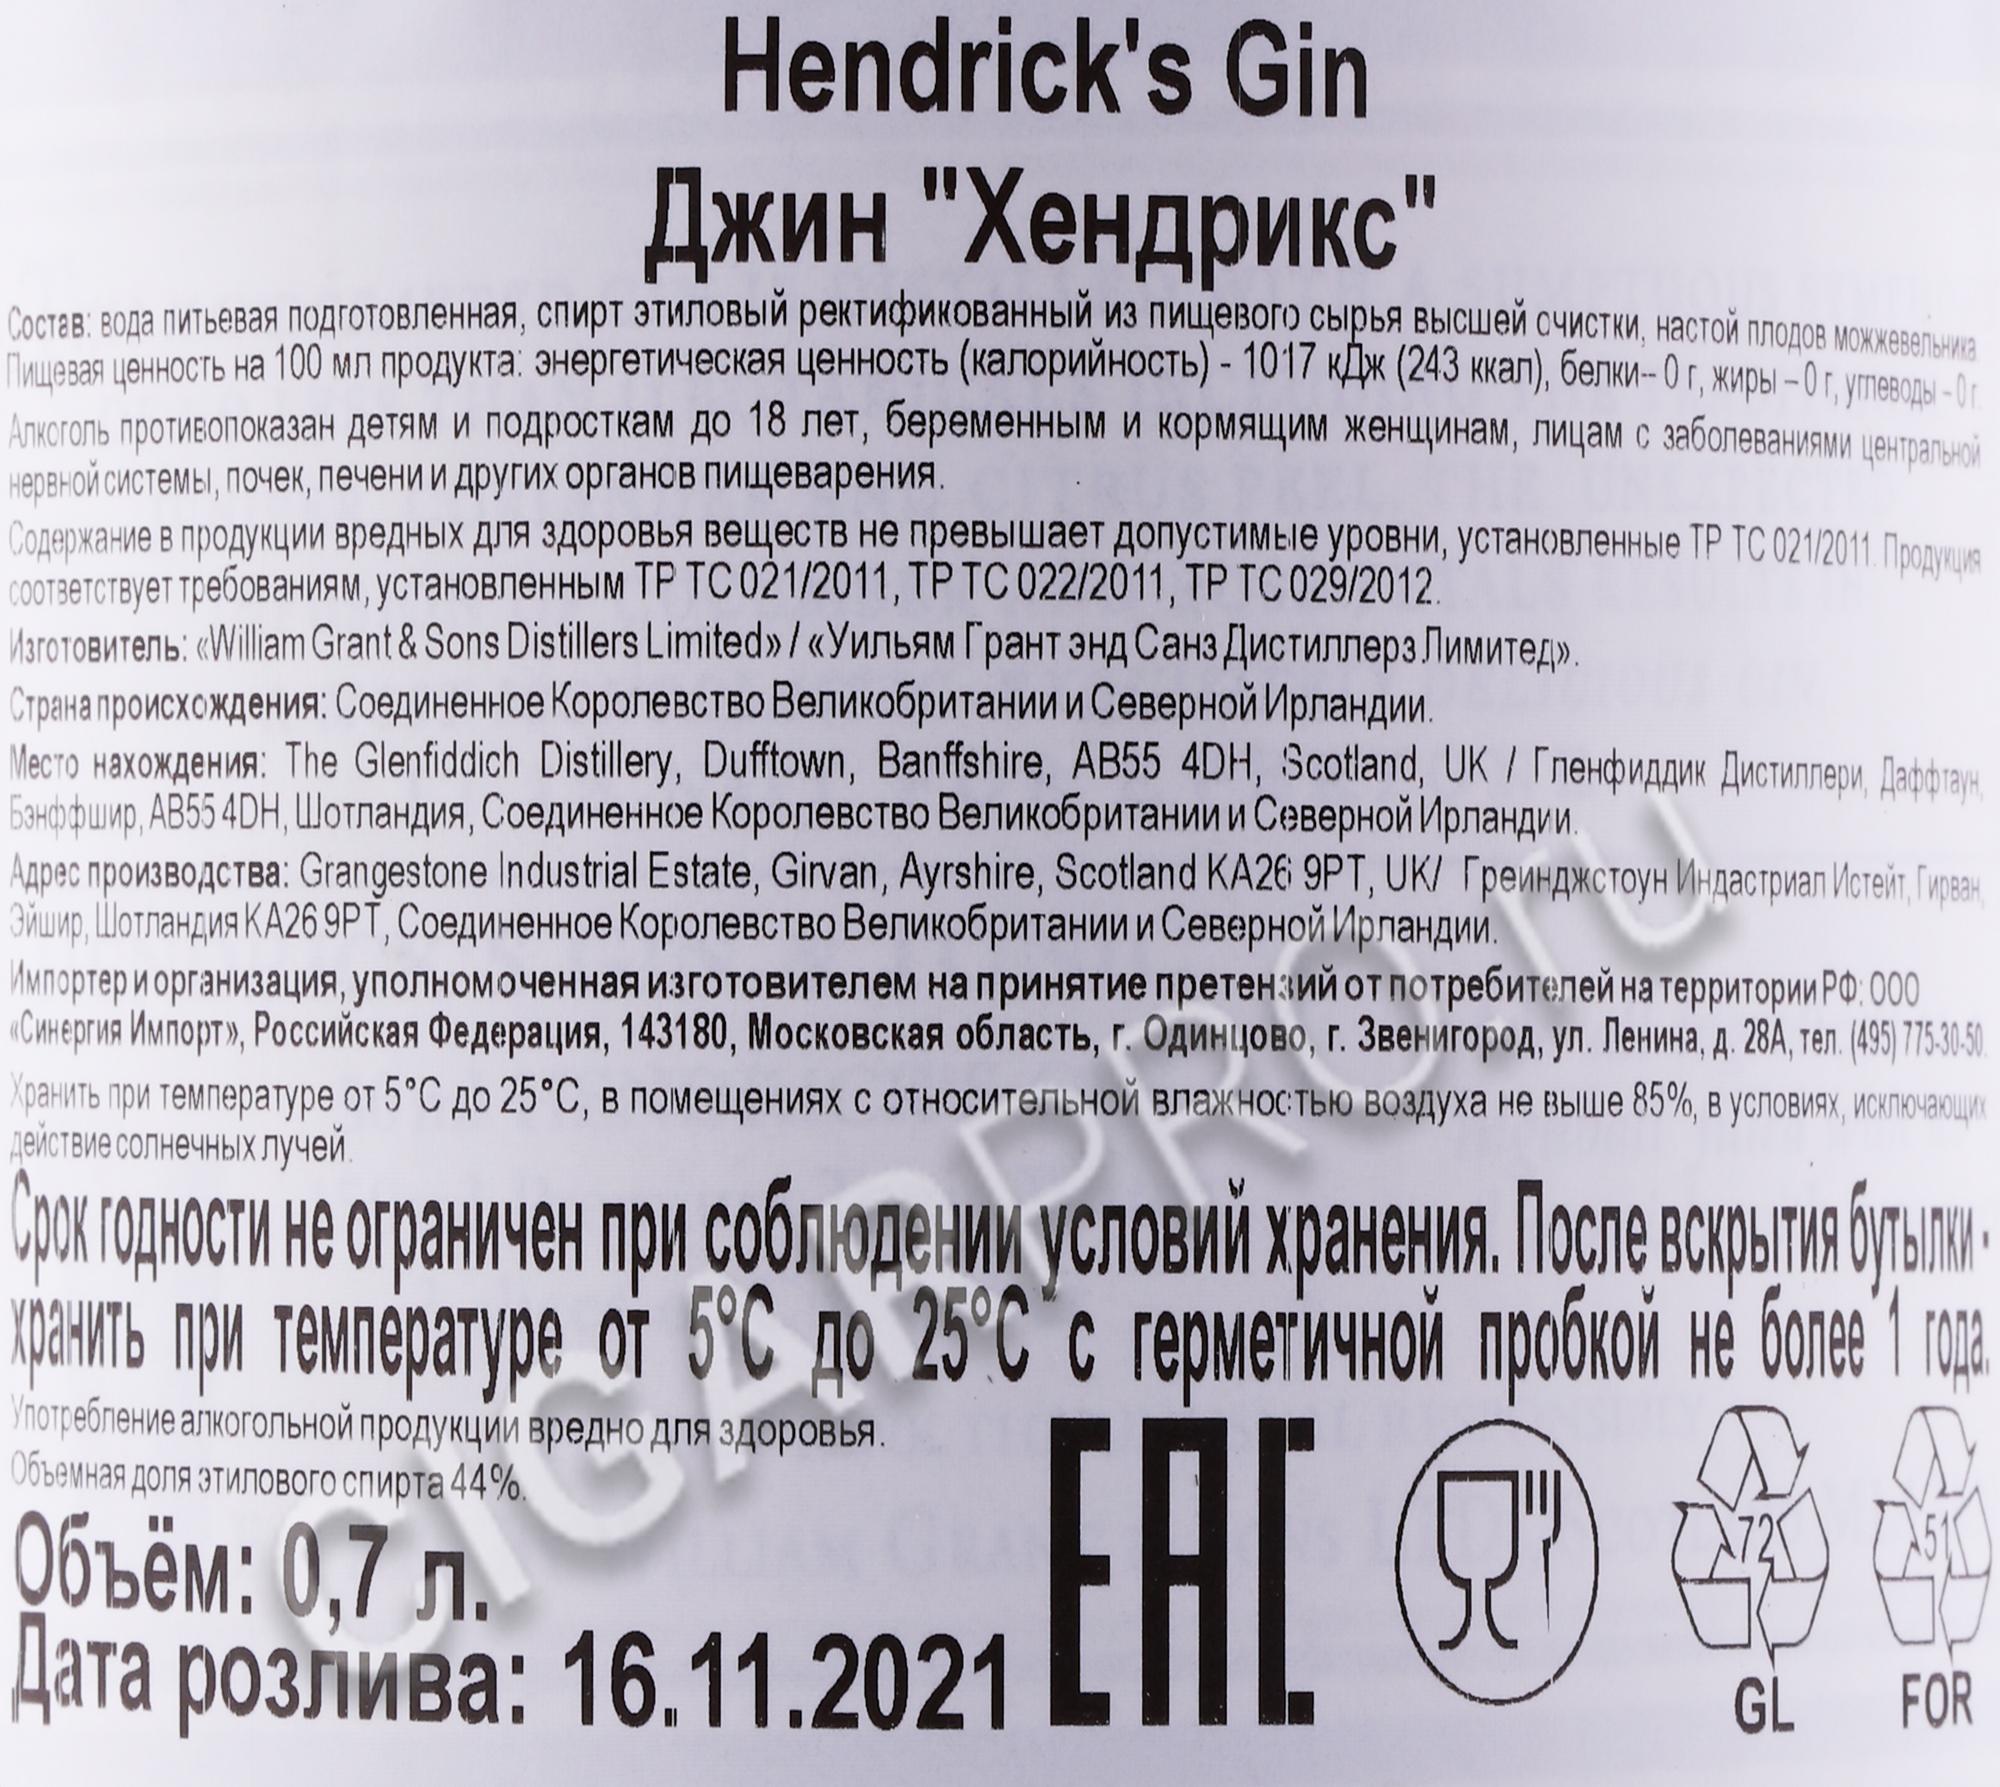 Hendrick's Gin
Джин "Хендрикс"
Состав: вода питьевая подготовленная, спирт этиловый ректификованный из пищевого сырья высшей очистки, настой плодов можжевельника
Пищевая ценность на 100 мл продукта: энергетическая ценность (калорийность) - 1017 кДж (243 ккал), белки– 0 г, жиры – 0 г, углеводы – 0 г.
Алкоголь противопоказан детям и подросткам до 18 лет, беременным и кормящим женщинам, лицам с заболеваниями центральной
нервной системы, почек, печени и других органов пищеварения.
Содержание в продукции вредных для здоровья веществ не превышает допустимые уровни, установленные ТР ТС 021/2011. Продукция
соответствует требованиям, установленным ТР ТС 021/2011, ТР ТС 022/2011, ТР ТС 029/2012.
Изготовитель: «William Grant & Sons Distillers Limited» / «Уильям Грант энд Санз Дистиллерз Лимитед».
Страна происхождения: Соединенное Королевство Великобритании и Северной Ирландии.
Место нахождения: The Glenfiddich Distillery, Dufftown, Banffshire, AB55 4DH, Scotland, UK / Гленфиддик Дистиллери, Даффтаун,
Бэнффшир, AB55 4DH, Шотландия, Соединенное Королевство Великобритании и Северной Ирландии.
Адрес производства: Grangestone Industrial Estate, Girvan, Ayrshire, Scotland KA26 9PT, UK/ Греинджстоун Индастриал Истейт, Гирван,
Эйшир, Шотландия KA26 9PT, Соединенное Королевство Великобритании и Северной Ирландии.
Импортер и организация, уполномоченная изготовителем на принятие претензий от потребителей на территории РФ: ООО
«Синергия Импорт», Российская Федерация, 143180, Московская область, г. Одинцово, г. Звенигород, ул. Ленина, д. 28А, тел. (495) 775-30-50.
Хранить при температуре от 5°С до 25°С, в помещениях с относительной влажностью воздуха не выше 85%, в условиях, исключающих
действие солнечных лучей.
Срок годности не ограничен при соблюдении условий хранения. После вскрытия бутылки -
хранить при температуре от 5°С до 25°С с герметичной пробкой не более 1 года.
Употребление алкогольной продукции вредно для здоровья.
Объемная доля этилового спирта 44%.
Объём: 0,7 л.
Дата розлива: 16.11.2021
EAC
72
GL
51
FOR
CIGARPRO.ru